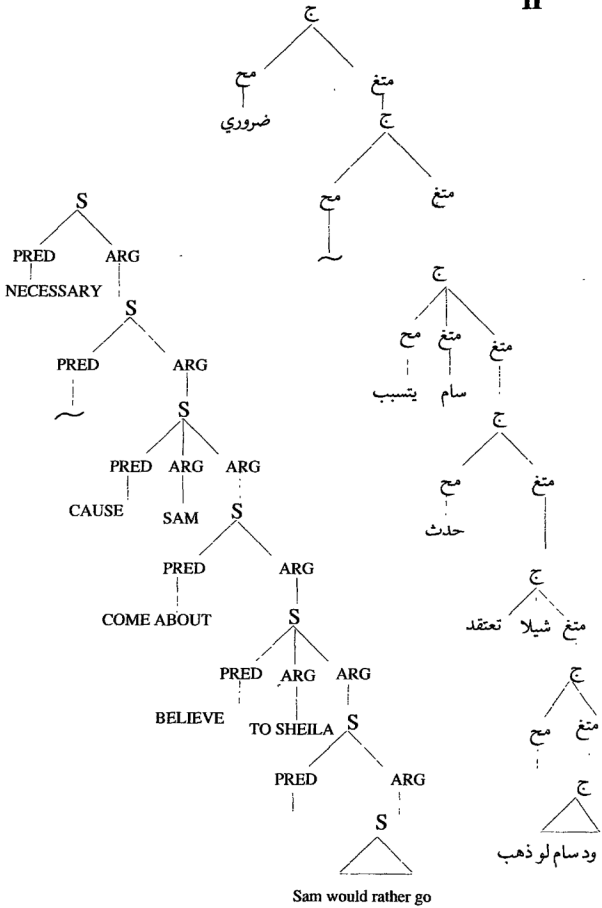 ج
مح متغ
ضروري
ج
مح متغ
~
ج
مح متغ متغ
يتسبب سام
ج
مح متغ
حدث
ج
تعتقد شيلا متغ
ج
مح متغ
ج
ود سام لو ذهب
S
PRED ARG
NECESSARY
S
PRED ARG
~
S
PRED ARG ARG
CAUSE SAM
S
PRED ARG
COME ABOUT
S
PRED ARG ARG
BELIEVE TO SHEILA
S
PRED ARG
S
Sam would rather go